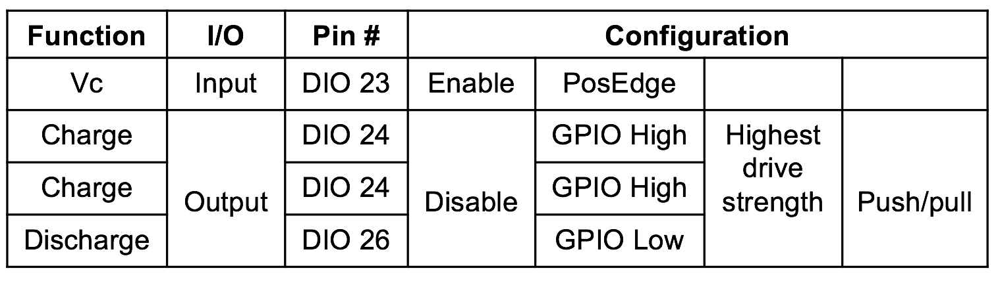 Function I/O Pin # Configuration
Vc Input DIO 23 Enable PosEdge
Charge Output DIO 24 Disable GPIO High Highest drive strength Push/pull
Charge DIO 24 GPIO High
Discharge DIO 26 GPIO Low